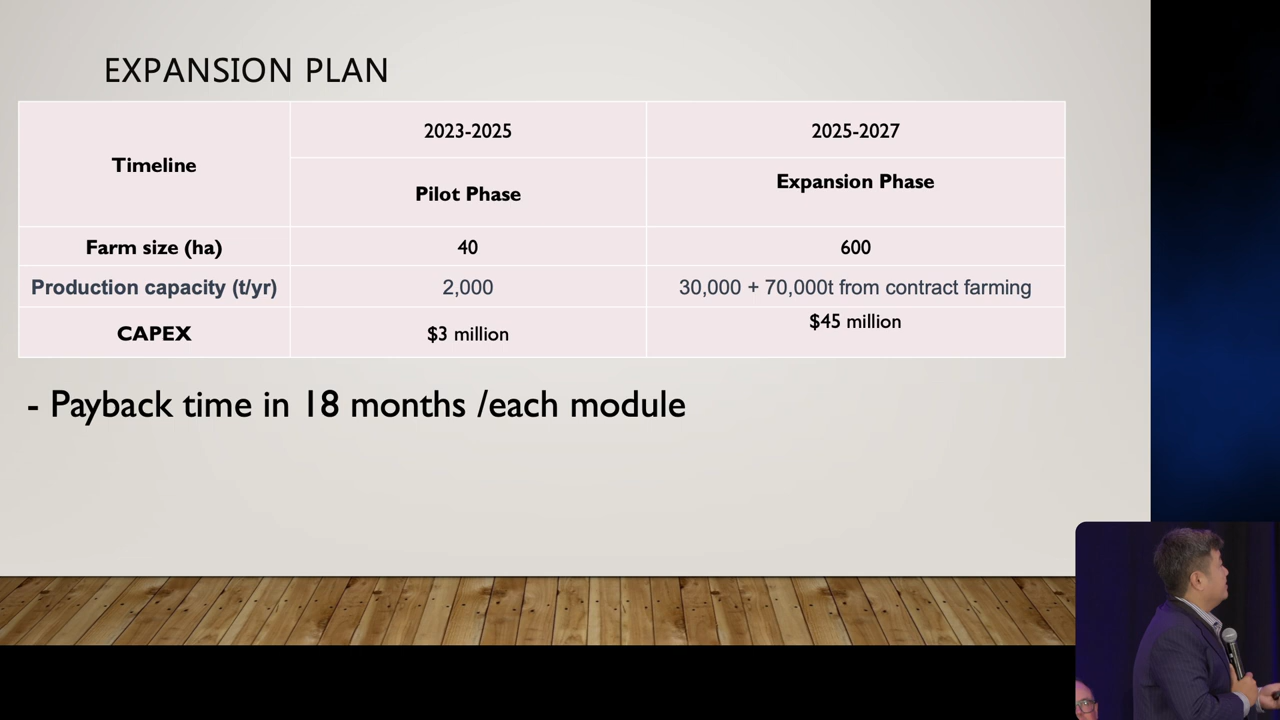 EXPANSION PLAN
Timeline
2023-2025
2025-2027
Pilot Phase
Expansion Phase
Farm size (ha)
40
600
Production capacity (t/yr)
2,000
30,000 + 70,000t from contract farming
CAPEX
$3 million
$45 million
- Payback time in 18 months /each module